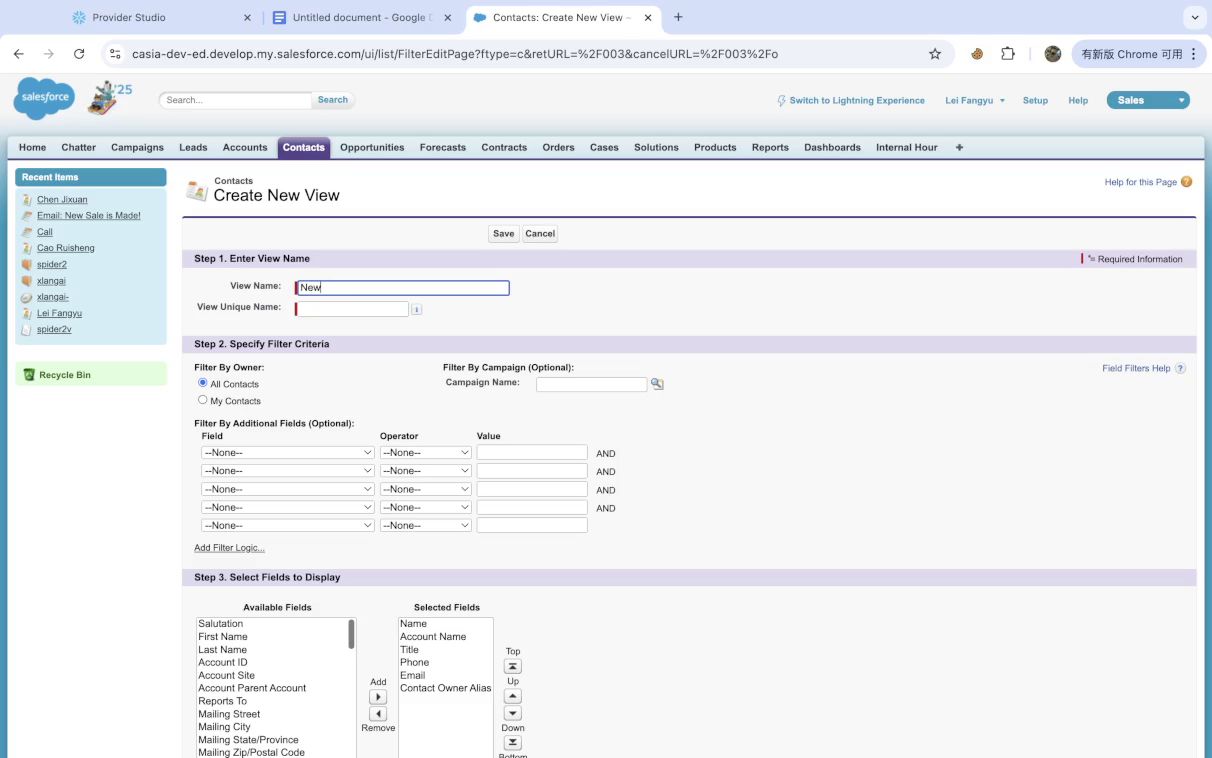 Provider Studio
Untitled document - Google D
Contacts: Create New View –
casia-dev-ed.develop.my.salesforce.com/ui/list/FilterEditPage?ftype=c&retURL=%2F003&cancelURL=%2F003%2Fo
有新版 Chrome 可用
salesforce
'25
Search...
Search
Switch to Lightning Experience
Lei Fangyu
Setup
Help
Sales
Home Chatter Campaigns Leads Accounts Contacts Opportunities Forecasts Contracts Orders Cases Solutions Products Reports Dashboards Internal Hour +
Recent Items
Chen Jixuan
Email: New Sale is Made!
Call
Cao Ruisheng
spider2
xlangai
xlangai-
Lei Fangyu
spider2v
Recycle Bin
Contacts
Create New View
Help for this Page
Save Cancel
Step 1. Enter View Name
= Required Information
View Name: New
View Unique Name:
Step 2. Specify Filter Criteria
Filter By Owner:
All Contacts
My Contacts
Filter By Campaign (Optional):
Campaign Name:
Field Filters Help ?
Filter By Additional Fields (Optional):
Field Operator Value
--None-- --None-- AND
--None-- --None-- AND
--None-- --None-- AND
--None-- --None-- AND
--None-- --None--
Add Filter Logic...
Step 3. Select Fields to Display
Available Fields
Salutation
First Name
Last Name
Account ID
Account Site
Account Parent Account
Reports To
Mailing Street
Mailing City
Mailing State/Province
Mailing Zip/Postal Code
Add
Remove
Selected Fields
Name
Account Name
Title
Phone
Email
Contact Owner Alias
Top
Up
Down
Bottom